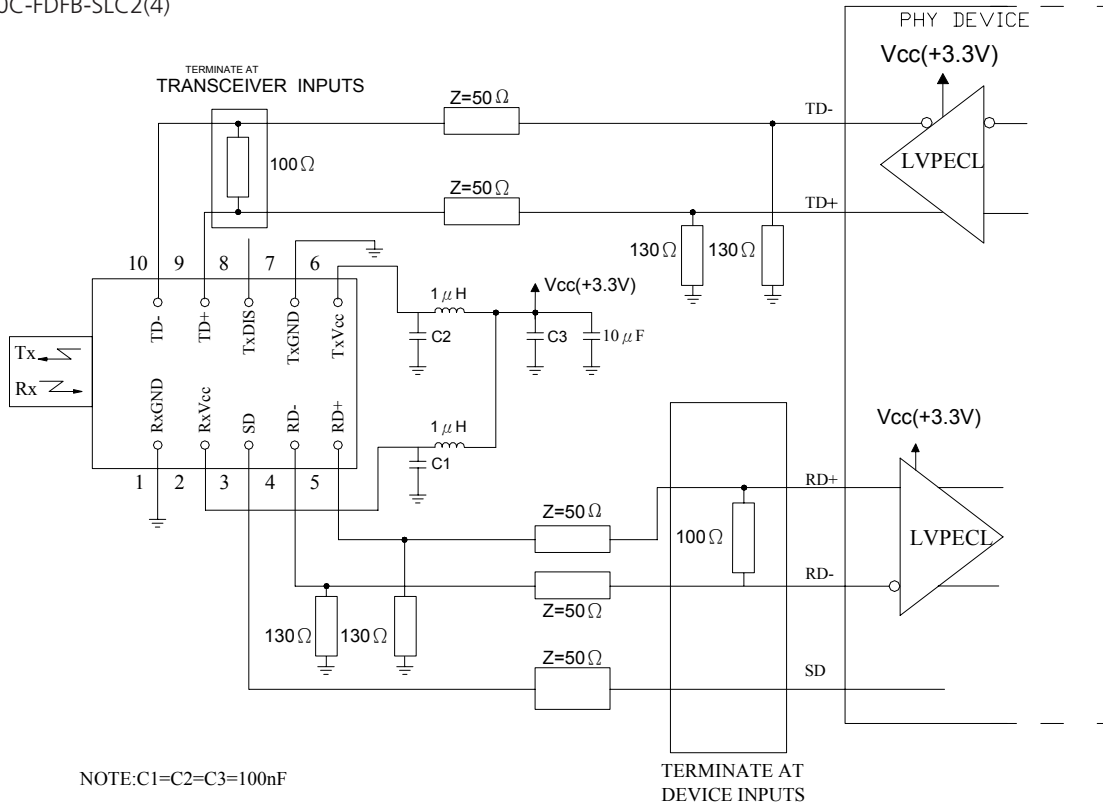 0C-FDFB-SLC2(4)
PHY DEVICE
Vcc(+3.3V)
TERMINATE AT
TRANSCEIVER INPUTS
Z=50Ω
TD-
LVPECL
100Ω
Z=50Ω
TD+
130Ω 130Ω
10 9 8 7 6
TD- TD+ TxDIS TxGND TxVcc
1μH
Vcc(+3.3V)
C2
C3
10μF
Tx
Rx
RxGND RxVcc SD RD- RD+
1μH
C1
1 2 3 4 5
Vcc(+3.3V)
RD+
Z=50Ω
100Ω
LVPECL
RD-
Z=50Ω
130Ω 130Ω
Z=50Ω
SD
NOTE:C1=C2=C3=100nF
TERMINATE AT
DEVICE INPUTS